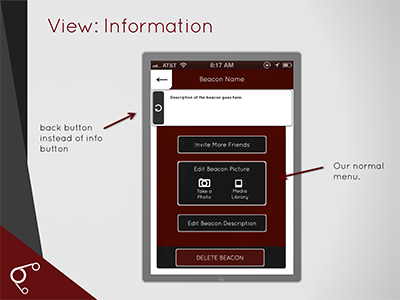 View: Information
AT&T 8:17 AM
Beacon Name
Description of the beacon goes here.
back button
instead of info
button
Invite More Friends
Edit Beacon Picture
Take a
Photo
Media
Library
Our normal
menu.
Edit Beacon Description
DELETE BEACON